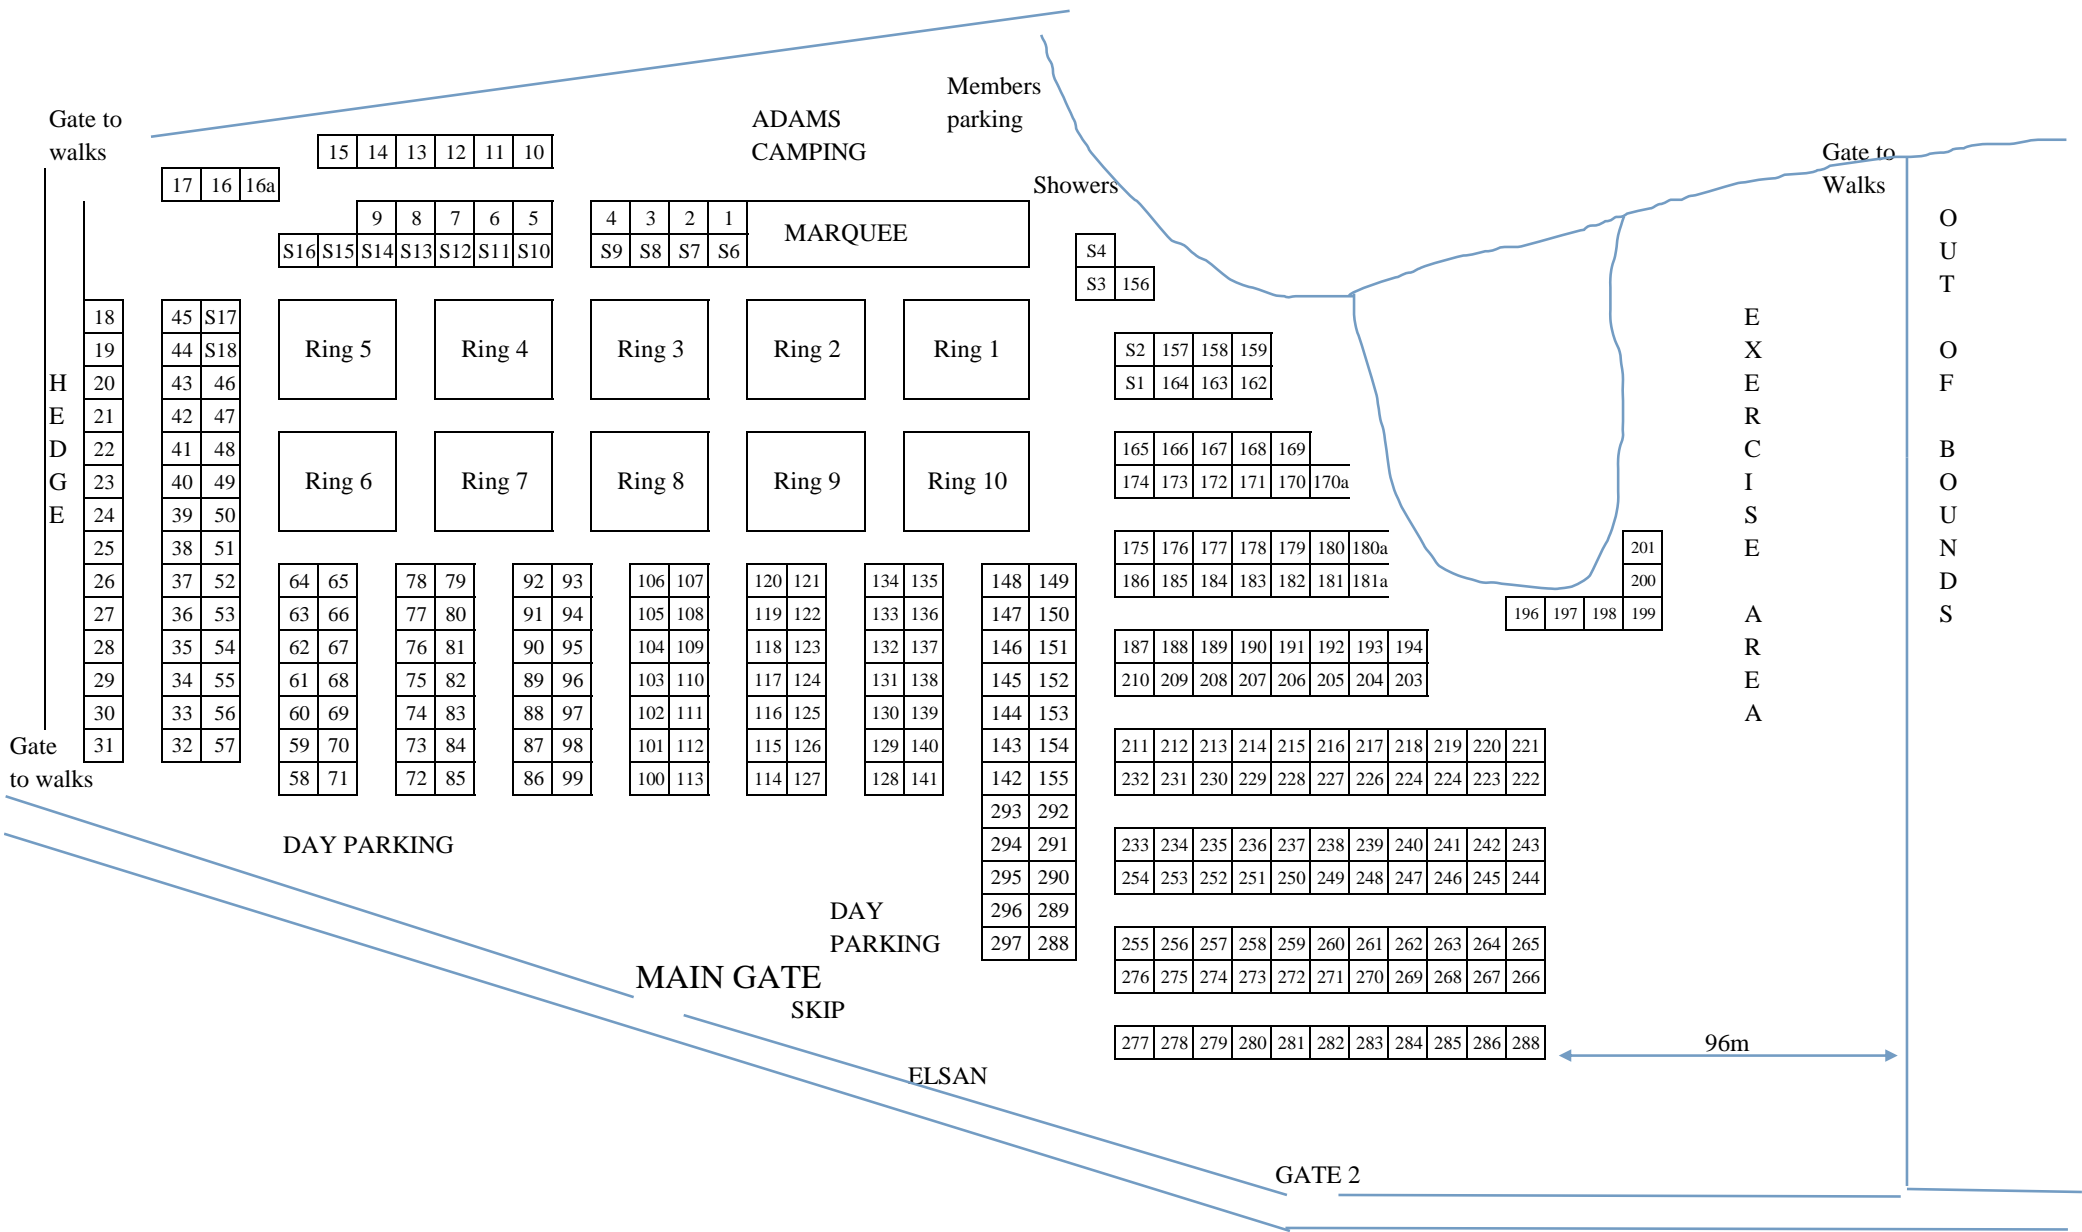 Members
Gate to
ADAMS
parking
walks
15 14 13 12 11 10
CAMPING
Gate to
17 16 16a
Showers
Walks
9 8 7 6 5
4 3 2 1
MARQUEE
S16 S15 S14 S13 S12 S11 S10
S9 S8 S7 S6
S4
S3 156
18 45 S17
19 44 S18
Ring 5 Ring 4 Ring 3 Ring 2 Ring 1
S2 157 158 159
20 43 46
S1 164 163 162
21 42 47
22 41 48
165 166 167 168 169
23 40 49
Ring 6 Ring 7 Ring 8 Ring 9 Ring 10
174 173 172 171 170 170a
24 39 50
HEDGE
EXERCISE AREA
OUT OF BOUNDS
25 38 51
175 176 177 178 179 180 180a
201
26 37 52 64 65 78 79 92 93 106 107 120 121 134 135 148 149
186 185 184 183 182 181 181a
200
27 36 53 63 66 77 80 91 94 105 108 119 122 133 136 147 150
196 197 198 199
28 35 54 62 67 76 81 90 95 104 109 118 123 132 137 146 151
187 188 189 190 191 192 193 194
29 34 55 61 68 75 82 89 96 103 110 117 124 131 138 145 152
210 209 208 207 206 205 204 203
30 33 56 60 69 74 83 88 97 102 111 116 125 130 139 144 153
Gate
31 32 57 59 70 73 84 87 98 101 112 115 126 129 140 143 154
211 212 213 214 215 216 217 218 219 220 221
to walks
58 71 72 85 86 99 100 113 114 127 128 141 142 155
232 231 230 229 228 227 226 224 224 223 222
293 292
DAY PARKING
294 291
233 234 235 236 237 238 239 240 241 242 243
295 290
254 253 252 251 250 249 248 247 246 245 244
DAY
296 289
PARKING
297 288
255 256 257 258 259 260 261 262 263 264 265
MAIN GATE
276 275 274 273 272 271 270 269 268 267 266
SKIP
277 278 279 280 281 282 283 284 285 286 288
96m
ELSAN
GATE 2